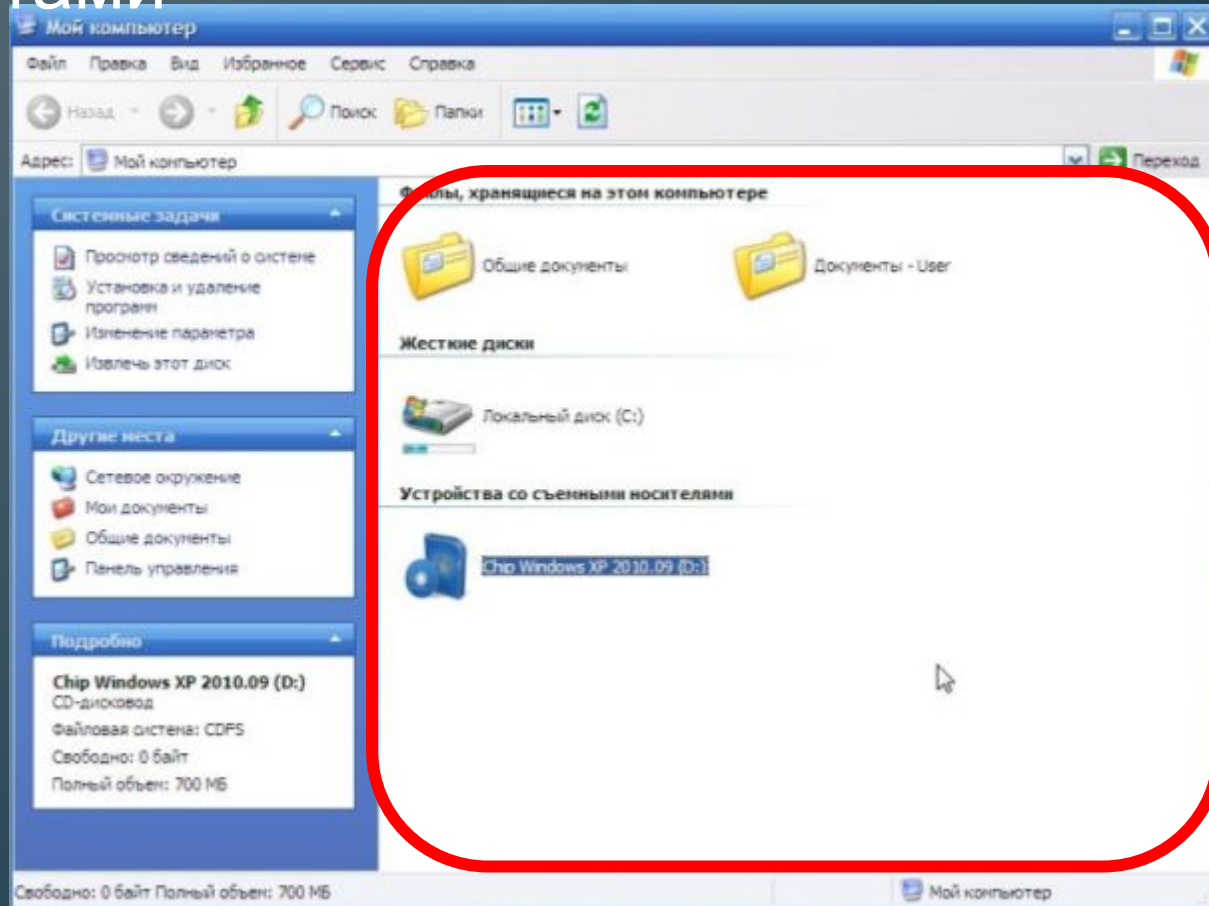 тами
Мой компьютер
Файл Правка Вид Избранное Сервис Справка
Назад Поиск Папки
Адрес: Мой компьютер Переход
Файлы, хранящиеся на этом компьютере
Системные задачи
Просмотр сведений о системе
Установка и удаление
программ
Изменение параметра
Извлечь этот диск
Общие документы
Документы - User
Жесткие диски
Локальный диск (C:)
Другие места
Сетевое окружение
Мои документы
Общие документы
Панель управления
Устройства со съемными носителями
Chip Windows XP 2010.09 (D:)
Подробно
Chip Windows XP 2010.09 (D:)
CD-дисковод
Файловая система: CDFS
Свободно: 0 байт
Полный объем: 700 МБ
Свободно: 0 байт Полный объем: 700 МБ
Мой компьютер